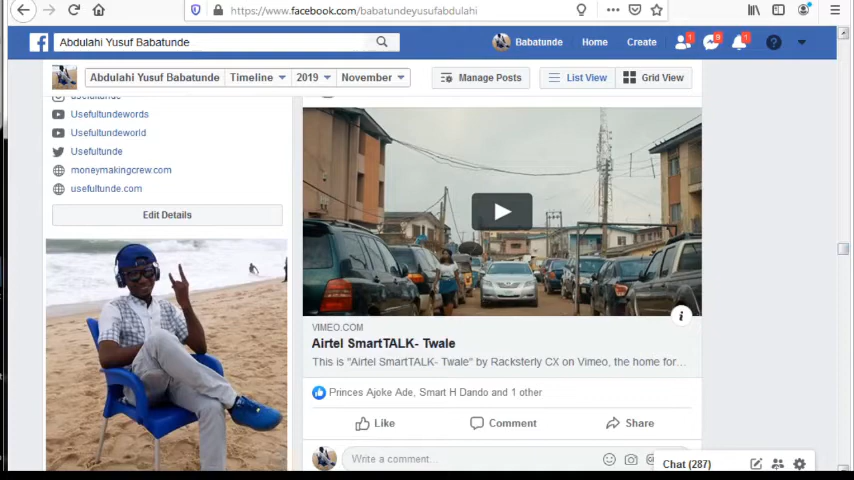 https://www.facebook.com/babatundeyusufabdulahi
Abdulahi Yusuf Babatunde
Babatunde
Home
Create
1
9
1
Abdulahi Yusuf Babatunde
Timeline
2019
November
Manage Posts
List View
Grid View
Usefultundewords
Usefultundeworld
Usefultunde
moneymakingcrew.com
usefultunde.com
Edit Details
VIMEO.COM
Airtel SmartTALK- Twale
This is "Airtel SmartTALK- Twale" by Racksterly CX on Vimeo, the home for...
Princes Ajoke Ade, Smart H Dando and 1 other
Like
Comment
Share
Write a comment...
Chat (287)